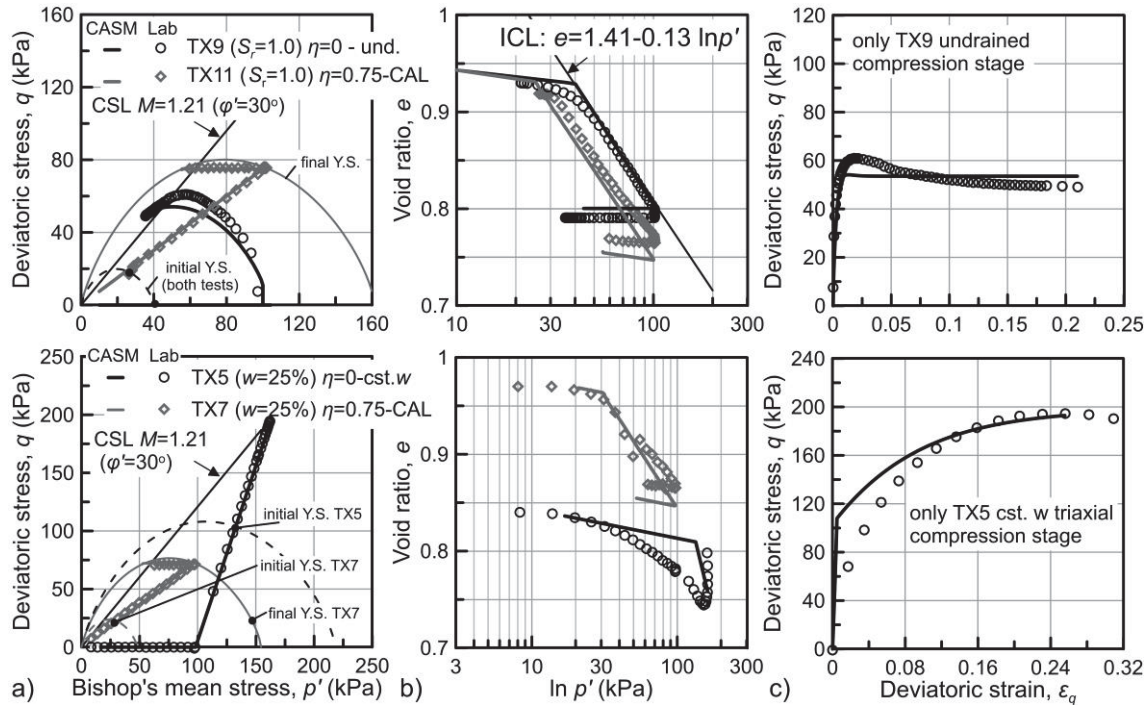 CASM Lab
TX9 (Sr=1.0) η=0 - und.
TX11 (Sr=1.0) η=0.75-CAL
CSL M=1.21 (φ'=30°)
final Y.S.
initial Y.S.
(both tests)
Deviatoric stress, q (kPa)
160
120
80
40
0
0 40 80 120 160
ICL: e=1.41-0.13 lnp'
Void ratio, e
1
0.9
0.8
0.7
10 30 100 300
only TX9 undrained
compression stage
Deviatoric stress, q (kPa)
120
100
80
60
40
20
0
0 0.05 0.1 0.15 0.2 0.25
CASM Lab
TX5 (w=25%) η=0-cst.w
TX7 (w=25%) η=0.75-CAL
CSL M=1.21
(φ'=30°)
initial Y.S. TX5
initial Y.S. TX7
final Y.S. TX7
Deviatoric stress, q (kPa)
250
200
150
100
50
0
0 50 100 150 200 250
a) Bishop's mean stress, p' (kPa)
Void ratio, e
1
0.9
0.8
0.7
0.6
3 10 30 100 300
b) ln p' (kPa)
only TX5 cst. w triaxial
compression stage
Deviatoric stress, q (kPa)
240
200
160
120
80
40
0
0 0.08 0.16 0.24 0.32
c) Deviatoric strain, εq